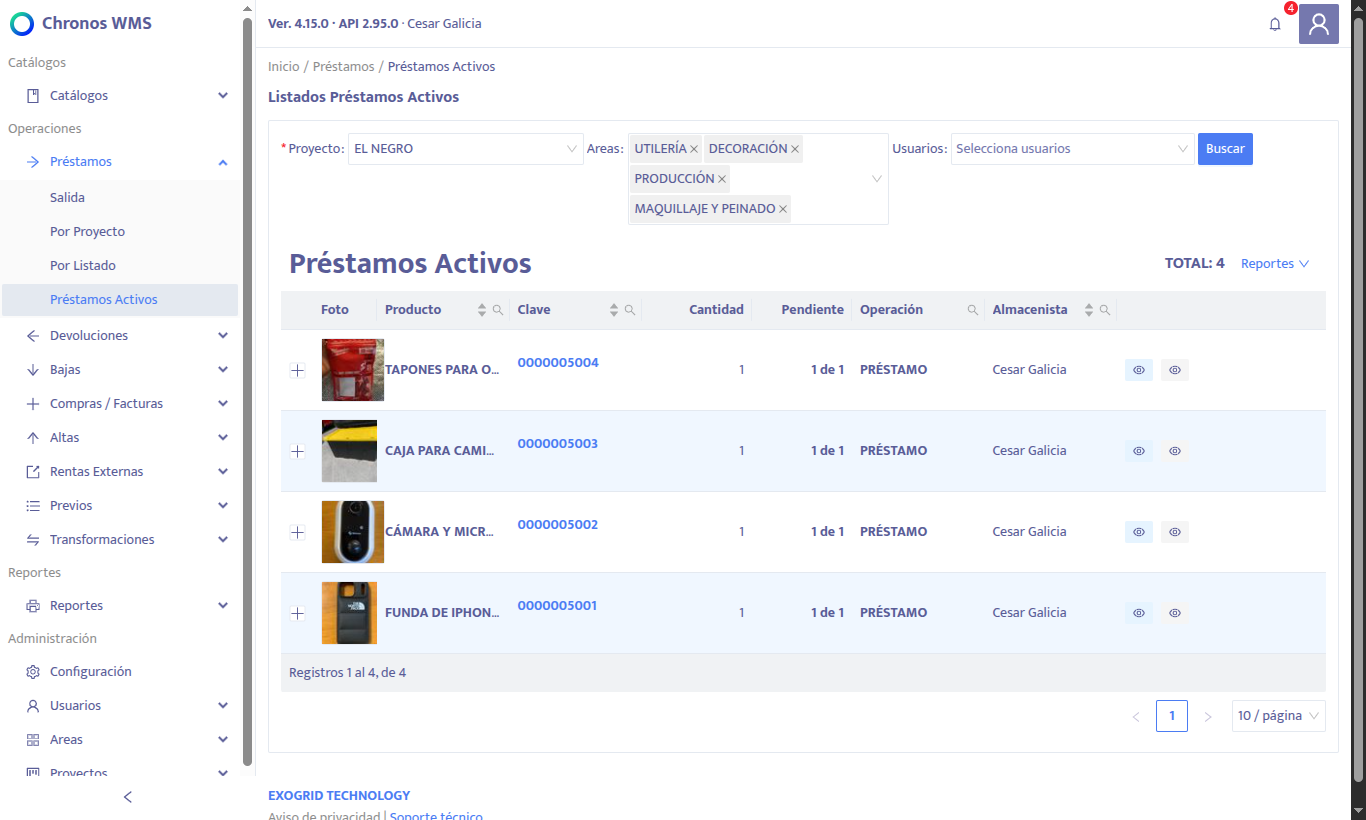 Chronos WMS
Catálogos
Catálogos
Operaciones
Préstamos
Salida
Por Proyecto
Por Listado
Préstamos Activos
Devoluciones
Bajas
Compras / Facturas
Altas
Rentas Externas
Previos
Transformaciones
Reportes
Reportes
Administración
Configuración
Usuarios
Areas
Proyectos
Ver. 4.15.0 · API 2.95.0 · Cesar Galicia
4
Inicio / Préstamos / Préstamos Activos
Listados Préstamos Activos
* Proyecto: EL NEGRO Areas: UTILERÍA DECORACIÓN Usuarios: Selecciona usuarios Buscar
PRODUCCIÓN
MAQUILLAJE Y PEINADO
Préstamos Activos TOTAL: 4 Reportes
Foto Producto Clave Cantidad Pendiente Operación Almacenista
TAPONES PARA O... 0000005004 1 1 de 1 PRÉSTAMO Cesar Galicia
CAJA PARA CAMI... 0000005003 1 1 de 1 PRÉSTAMO Cesar Galicia
CÁMARA Y MICR... 0000005002 1 1 de 1 PRÉSTAMO Cesar Galicia
FUNDA DE IPHON... 0000005001 1 1 de 1 PRÉSTAMO Cesar Galicia
Registros 1 al 4, de 4
1 10 / página
EXOGRID TECHNOLOGY
Aviso de privacidad | Soporte técnico